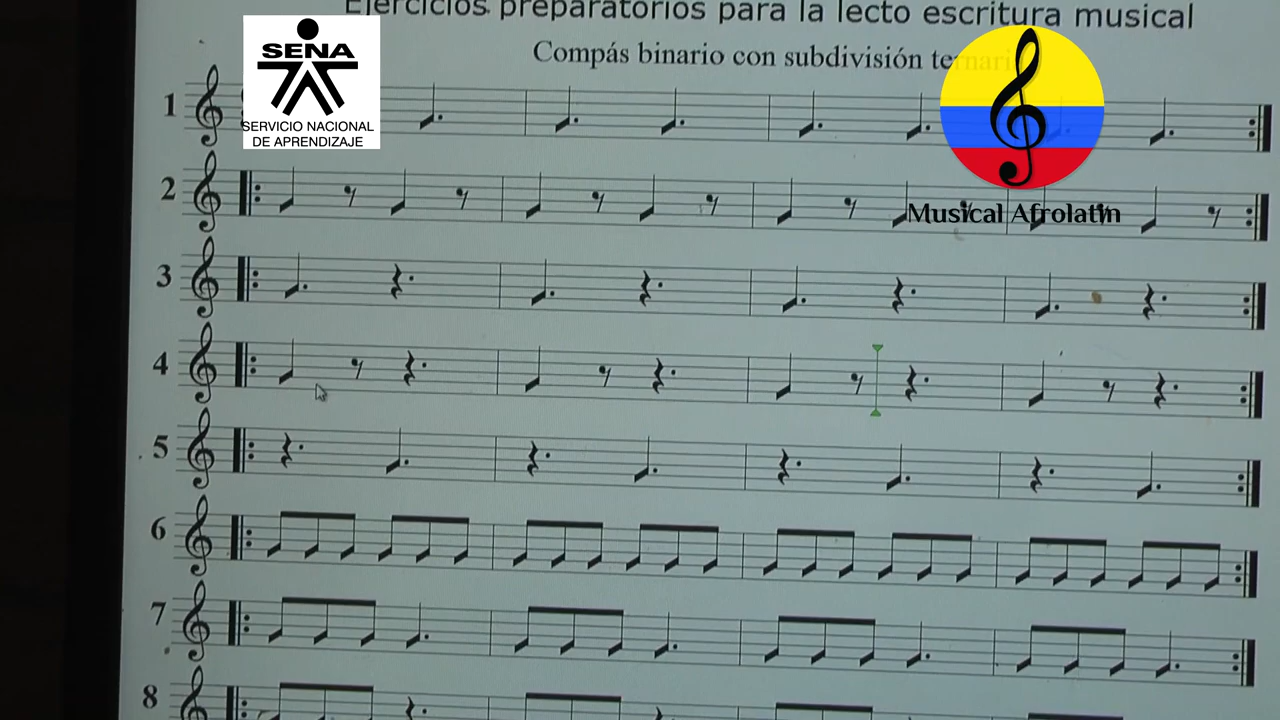 Ejercicios preparatorios para la lecto escritura musical
Compás binario con subdivisión ternaria
SENA
SERVICIO NACIONAL
DE APRENDIZAJE
Musical Afrolatin
1
2
3
4
5
6
7
8